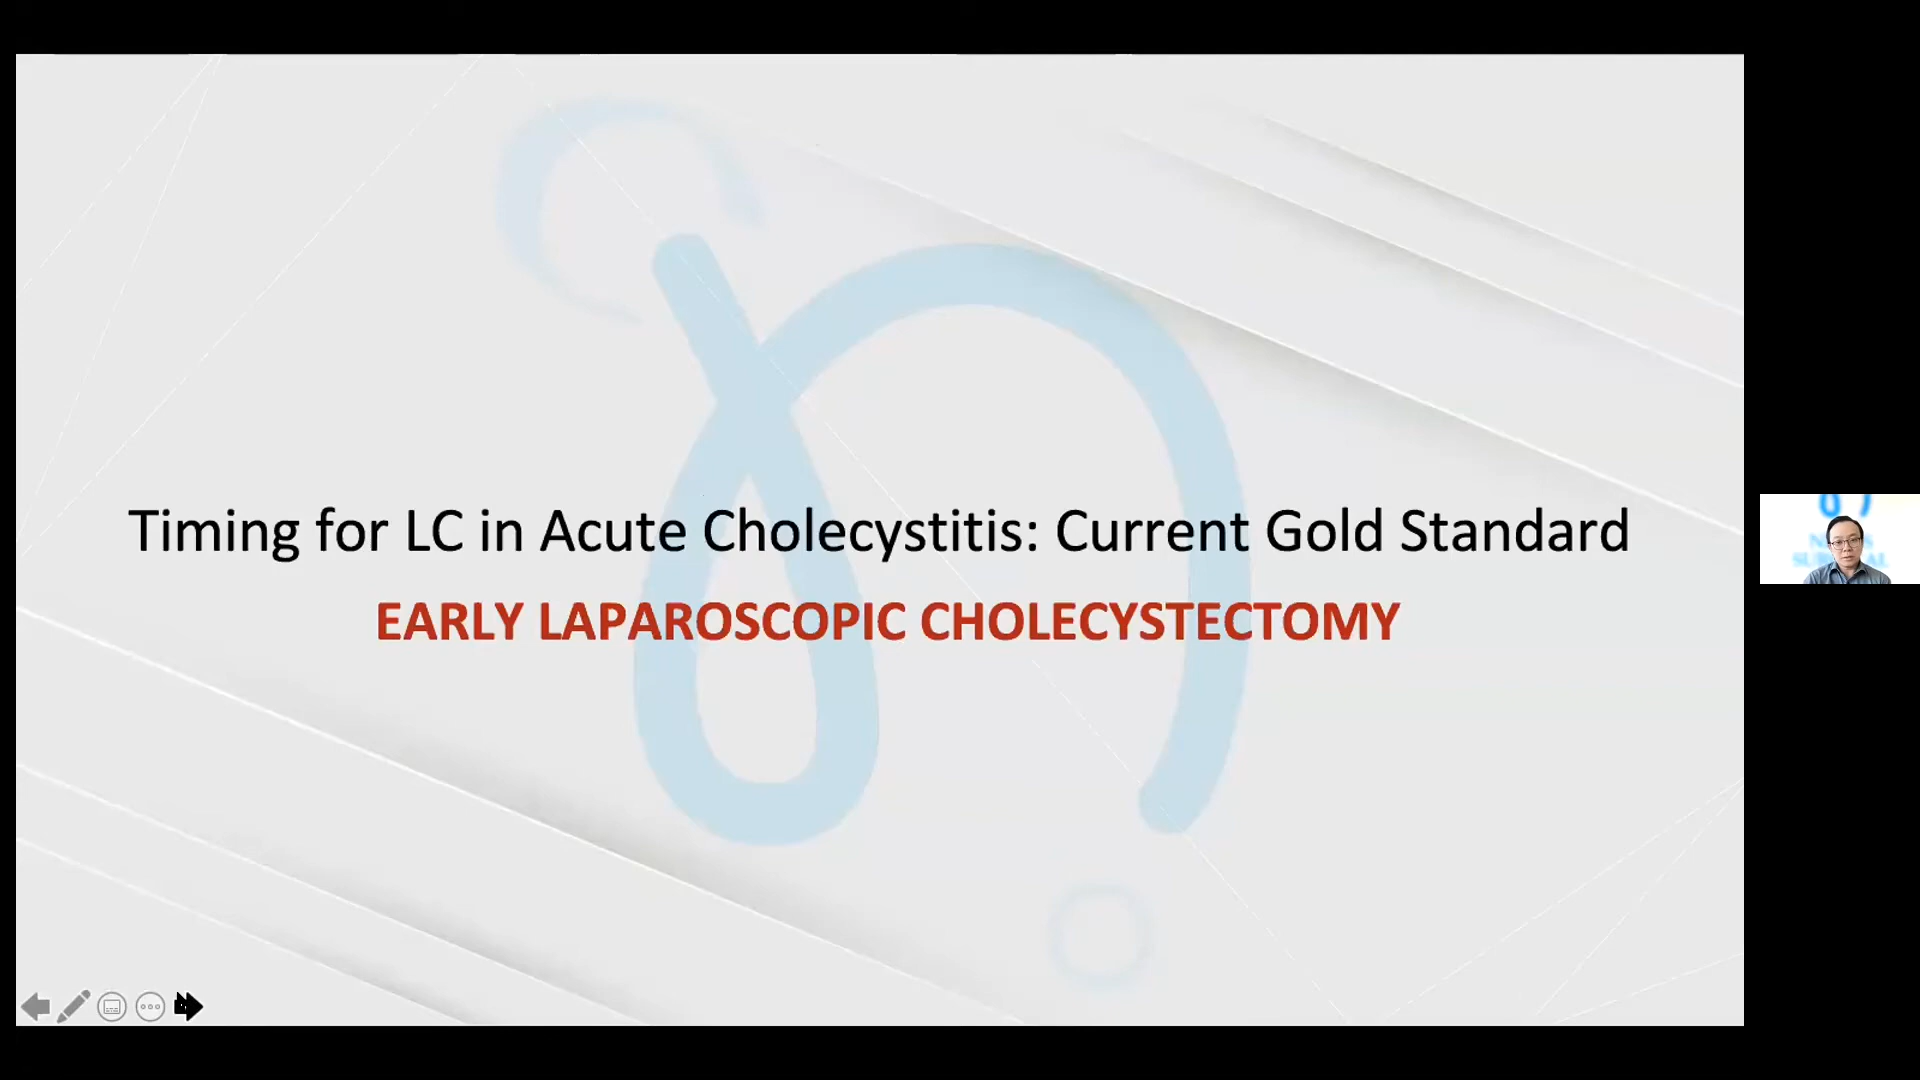 Timing for LC in Acute Cholecystitis: Current Gold Standard
EARLY LAPAROSCOPIC CHOLECYSTECTOMY